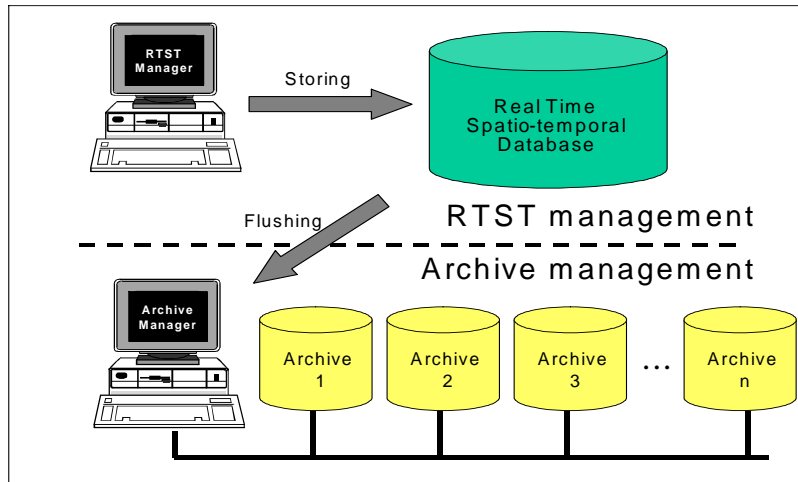 RTST
Manager
Storing
Real Time
Spatio-temporal
Database
Flushing
RTST management
Archive management
Archive
Manager
Archive
1
Archive
2
Archive
3
...
Archive
n